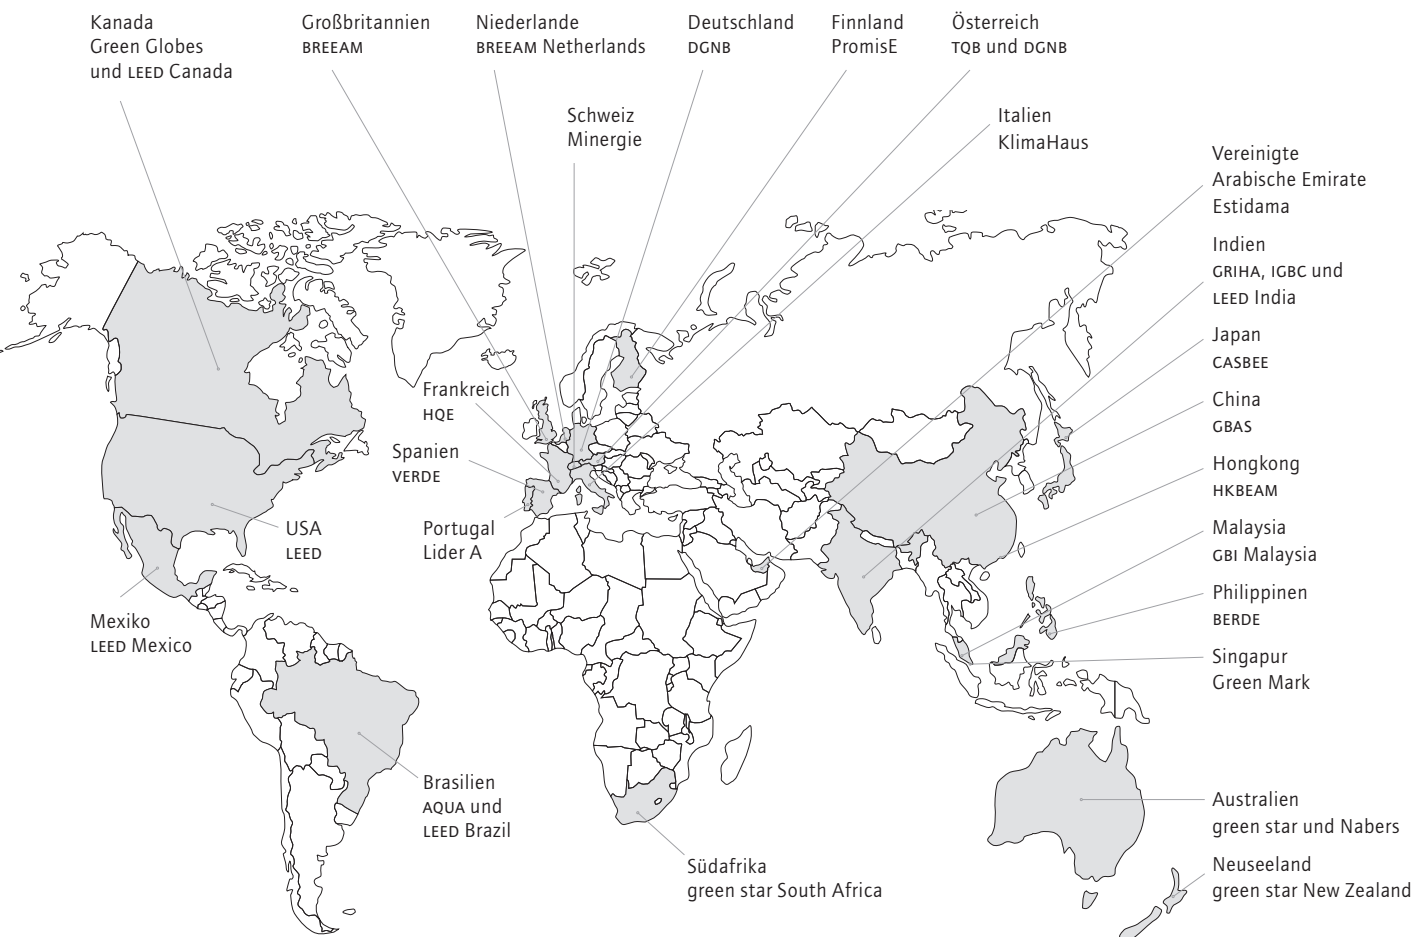 Kanada
Green Globes
und LEED Canada
Großbritannien
BREEAM
Niederlande
BREEAM Netherlands
Deutschland
DGNB
Finnland
PromisE
Österreich
TQB und DGNB
Schweiz
Minergie
Italien
KlimaHaus
Vereinigte
Arabische Emirate
Estidama
Indien
GRIHA, IGBC und
LEED India
Japan
CASBEE
China
GBAS
Hongkong
HKBEAM
Malaysia
GBI Malaysia
Philippinen
BERDE
Singapur
Green Mark
Frankreich
HQE
Spanien
VERDE
Portugal
Lider A
USA
LEED
Mexiko
LEED Mexico
Brasilien
AQUA und
LEED Brazil
Südafrika
green star South Africa
Australien
green star und Nabers
Neuseeland
green star New Zealand